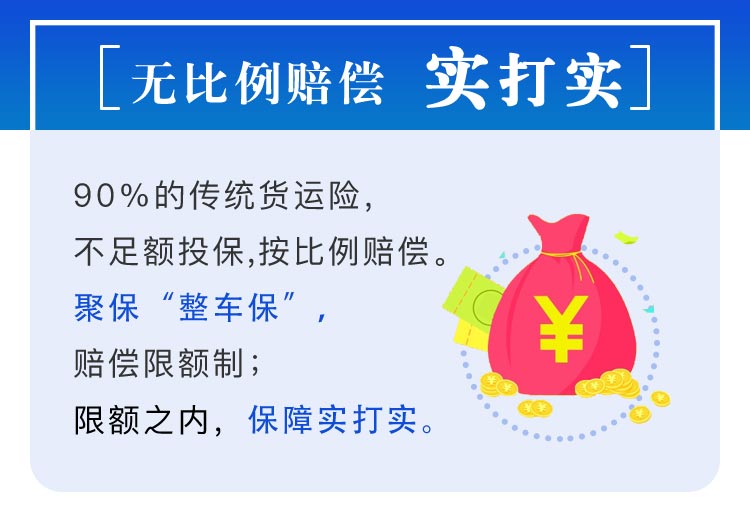 [无比例赔偿 实打实]
90%的传统货运险，
不足额投保,按比例赔偿。
聚保“整车保”，
赔偿限额制；
限额之内，保障实打实。
¥